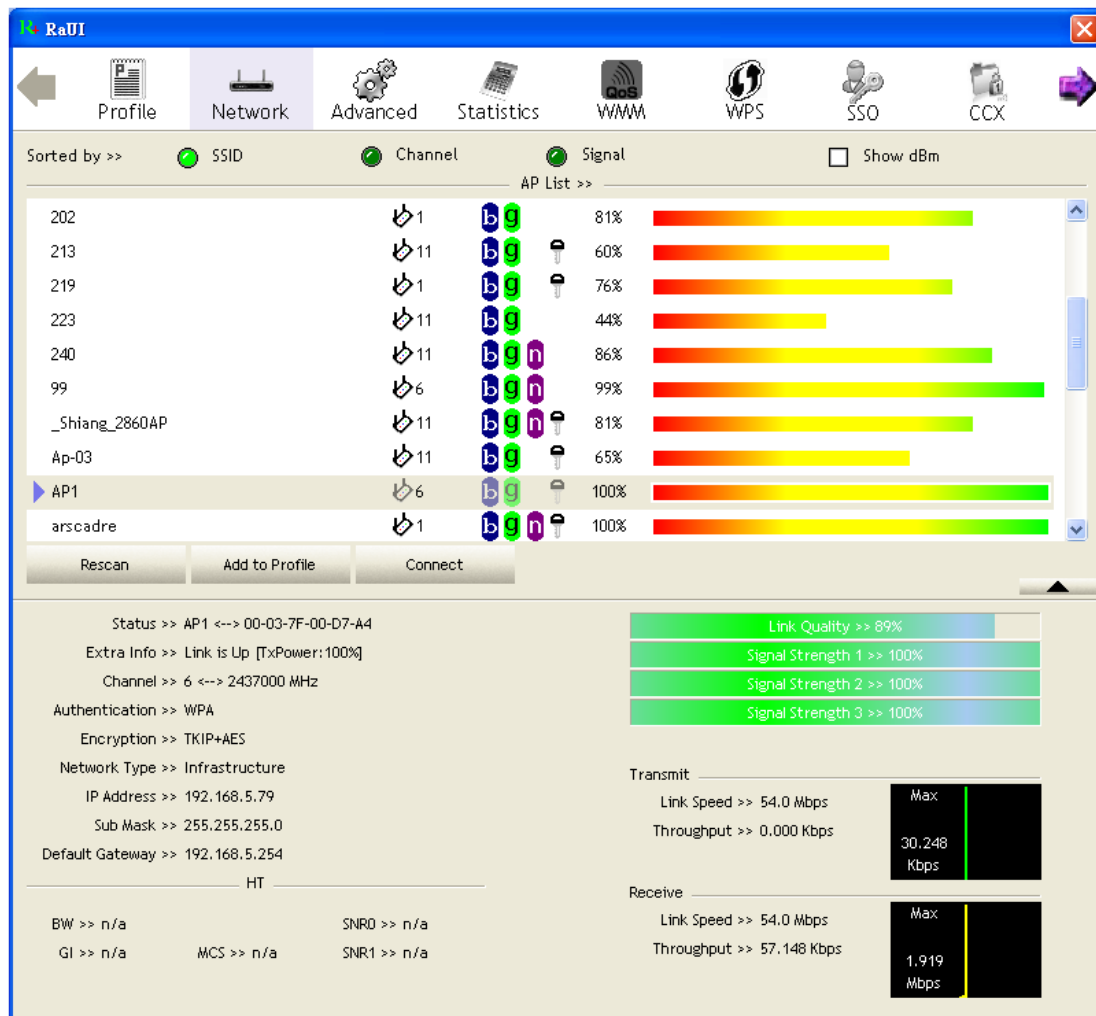 RaUI
Profile Network Advanced Statistics WMM WPS SSO CCX
QoS
Sorted by >> SSID Channel Signal Show dBm
AP List >>
202 1 b g 81%
213 11 b g 60%
219 1 b g 76%
223 11 b g 44%
240 11 b g n 86%
99 6 b g n 99%
_Shiang_2860AP 11 b g n 81%
Ap-03 11 b g 65%
AP1 6 b g 100%
arscadre 1 b g n 100%
Rescan Add to Profile Connect
Status >> AP1 <--> 00-03-7F-00-D7-A4
Extra Info >> Link is Up [TxPower:100%]
Channel >> 6 <--> 2437000 MHz
Authentication >> WPA
Encryption >> TKIP+AES
Network Type >> Infrastructure
IP Address >> 192.168.5.79
Sub Mask >> 255.255.255.0
Default Gateway >> 192.168.5.254
HT
BW >> n/a SNR0 >> n/a
GI >> n/a MCS >> n/a SNR1 >> n/a
Link Quality >> 89%
Signal Strength 1 >> 100%
Signal Strength 2 >> 100%
Signal Strength 3 >> 100%
Transmit
Link Speed >> 54.0 Mbps
Throughput >> 0.000 Kbps
Max
30.248
Kbps
Receive
Link Speed >> 54.0 Mbps
Throughput >> 57.148 Kbps
Max
1.919
Mbps